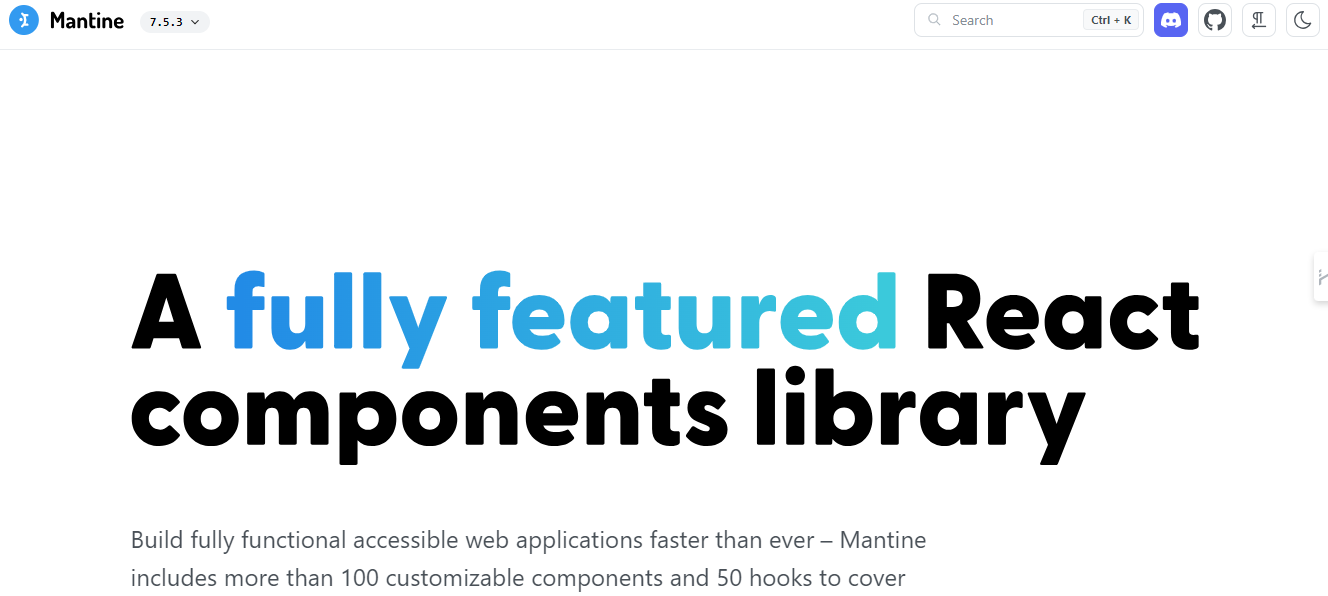 Mantine 7.5.3 Search Ctrl + K
A fully featured React
components library
Build fully functional accessible web applications faster than ever – Mantine
includes more than 100 customizable components and 50 hooks to cover